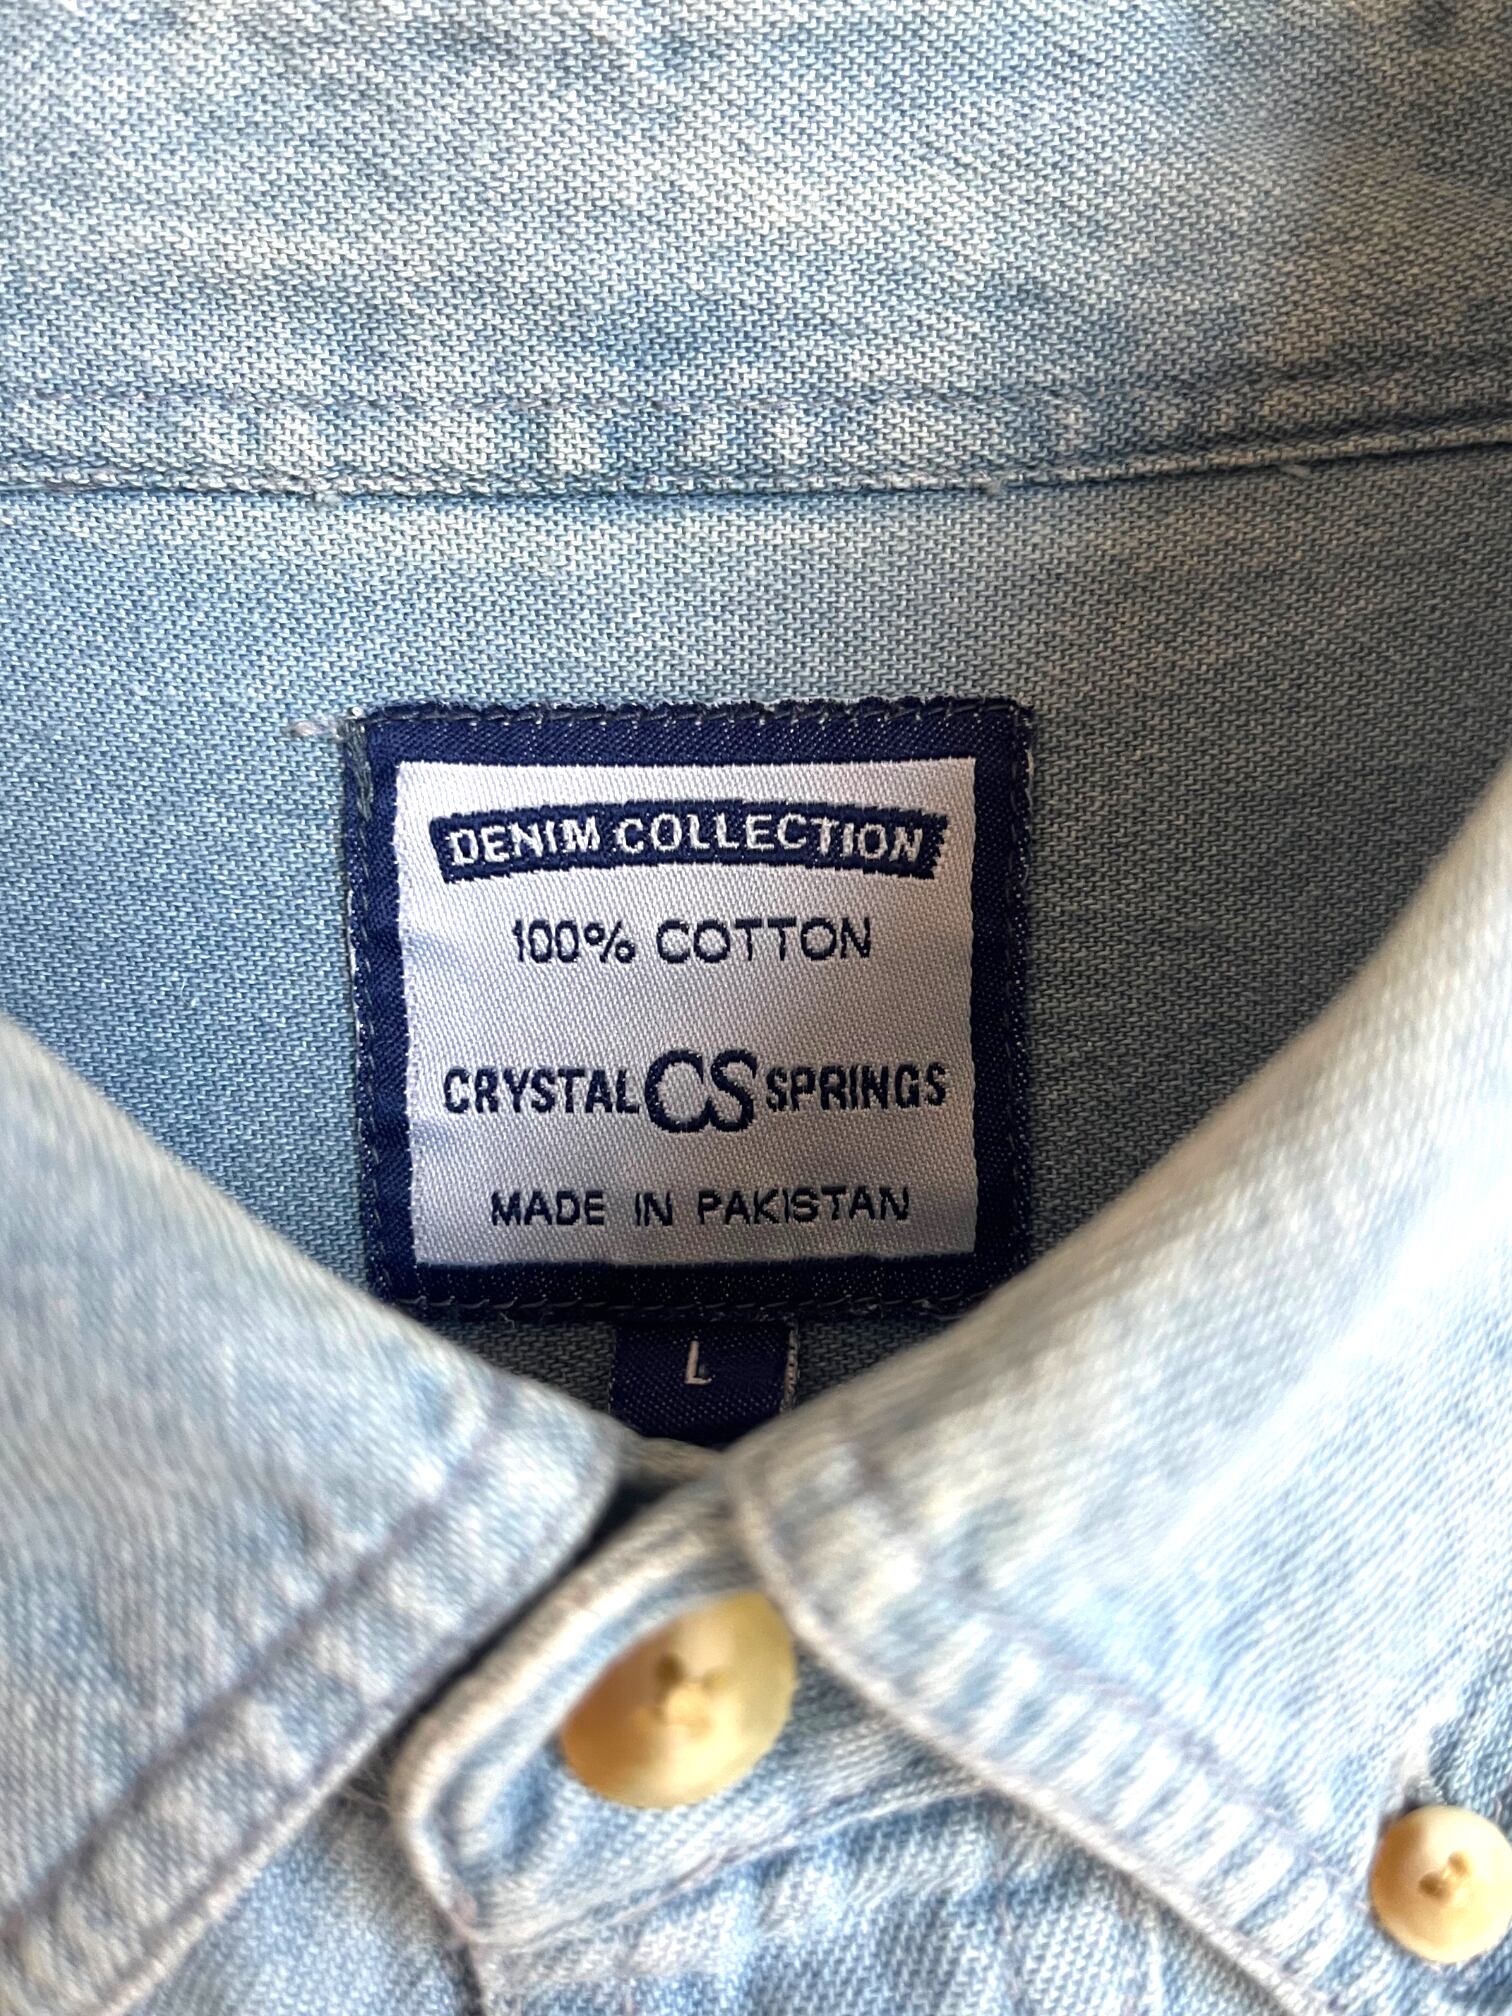 DENIM COLLECTION
100% COTTON
CRYSTAL CS SPRINGS
MADE IN PAKISTAN
L